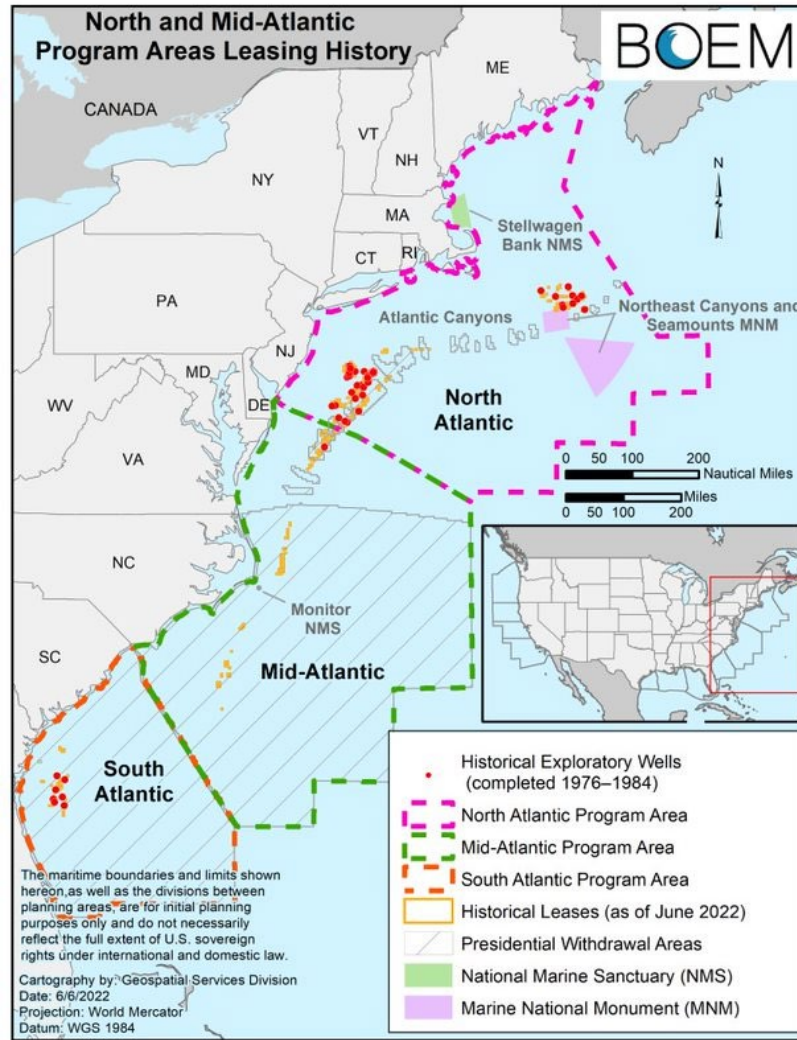 North and Mid-Atlantic
Program Areas Leasing History
BOEM
CANADA
ME
VT
NH
NY
MA
CT
RI
N
Stellwagen
Bank NMS
PA
NJ
Atlantic Canyons
Northeast Canyons and
Seamounts MNM
MD
DE
WV
VA
North
Atlantic
0 50 100 200
Nautical Miles
Miles
0 50 100 200
NC
Monitor
NMS
SC
Mid-Atlantic
South
Atlantic
The maritime boundaries and limits shown
hereon,as well as the divisions between
planning areas, are for initial planning
purposes only and do not necessarily
reflect the full extent of U.S. sovereign
rights under international and domestic law.
Cartography by: Geospatial Services Division
Date: 6/6/2022
Projection: World Mercator
Datum: WGS 1984
Historical Exploratory Wells
(completed 1976–1984)
North Atlantic Program Area
Mid-Atlantic Program Area
South Atlantic Program Area
Historical Leases (as of June 2022)
Presidential Withdrawal Areas
National Marine Sanctuary (NMS)
Marine National Monument (MNM)